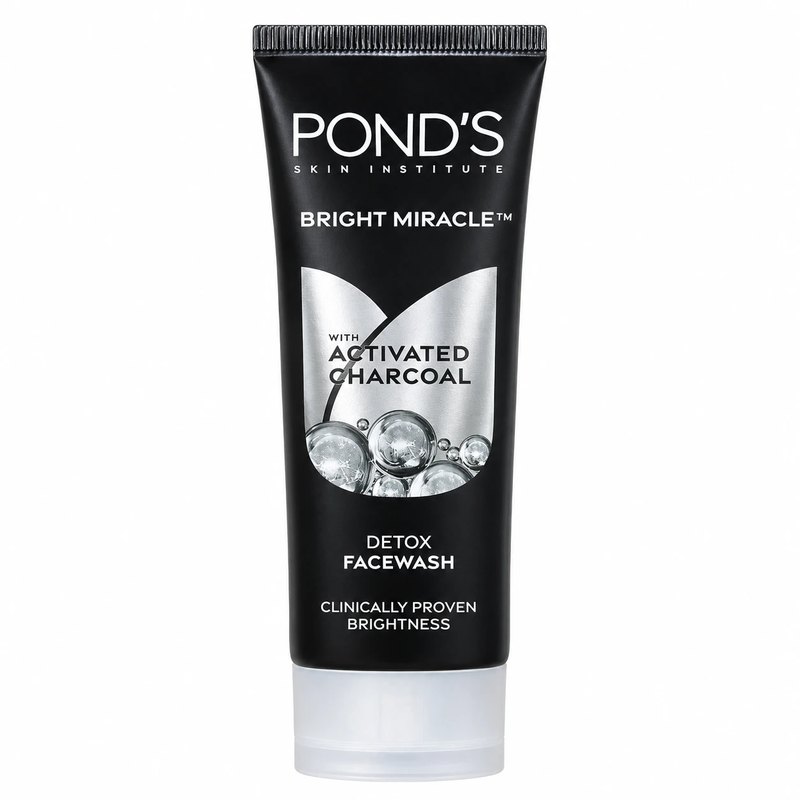 POND'S
SKIN INSTITUTE
BRIGHT MIRACLE™
WITH
ACTIVATED
CHARCOAL
DETOX
FACEWASH
CLINICALLY PROVEN
BRIGHTNESS